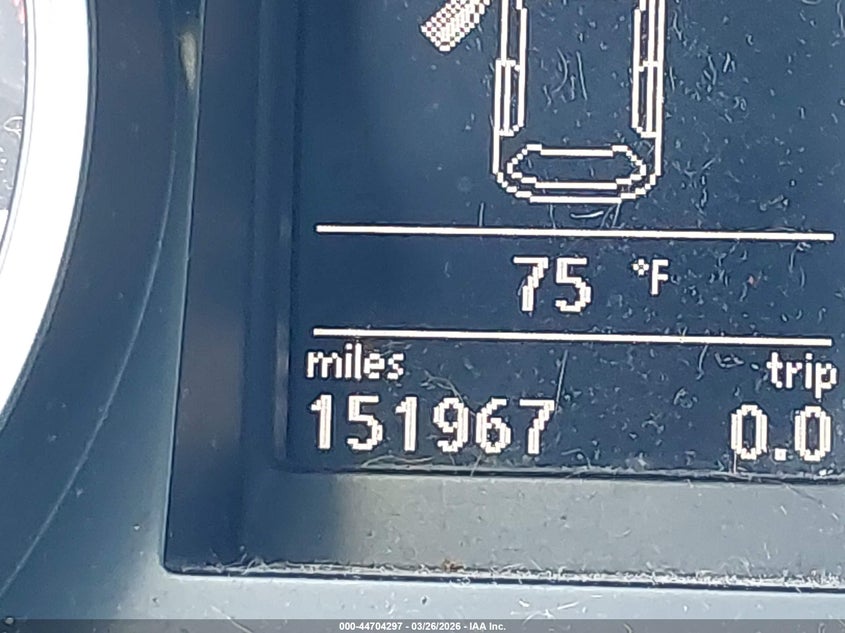 75 °F
miles trip
151967 0.0
000-44704297 - 03/26/2026 - IAA Inc.